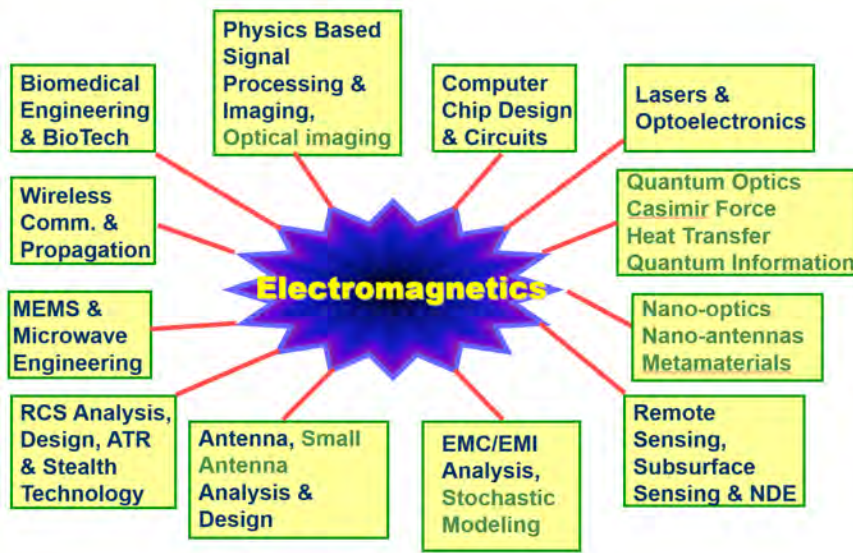 Physics Based
Signal
Processing &
Imaging,
Optical imaging
Biomedical
Engineering
& BioTech
Computer
Chip Design
& Circuits
Lasers &
Optoelectronics
Wireless
Comm. &
Propagation
Quantum Optics
Casimir Force
Heat Transfer
Quantum Information
Electromagnetics
MEMS &
Microwave
Engineering
Nano-optics
Nano-antennas
Metamaterials
RCS Analysis,
Design, ATR
& Stealth
Technology
Antenna, Small
Antenna
Analysis &
Design
EMC/EMI
Analysis,
Stochastic
Modeling
Remote
Sensing,
Subsurface
Sensing & NDE